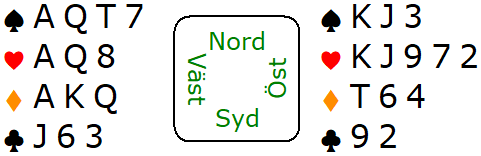 ♠ A Q T 7
♥ A Q 8
♦ A K Q
♣ J 6 3
Nord
Väst
Öst
Syd
♠ K J 3
♥ K J 9 7 2
♦ T 6 4
♣ 9 2